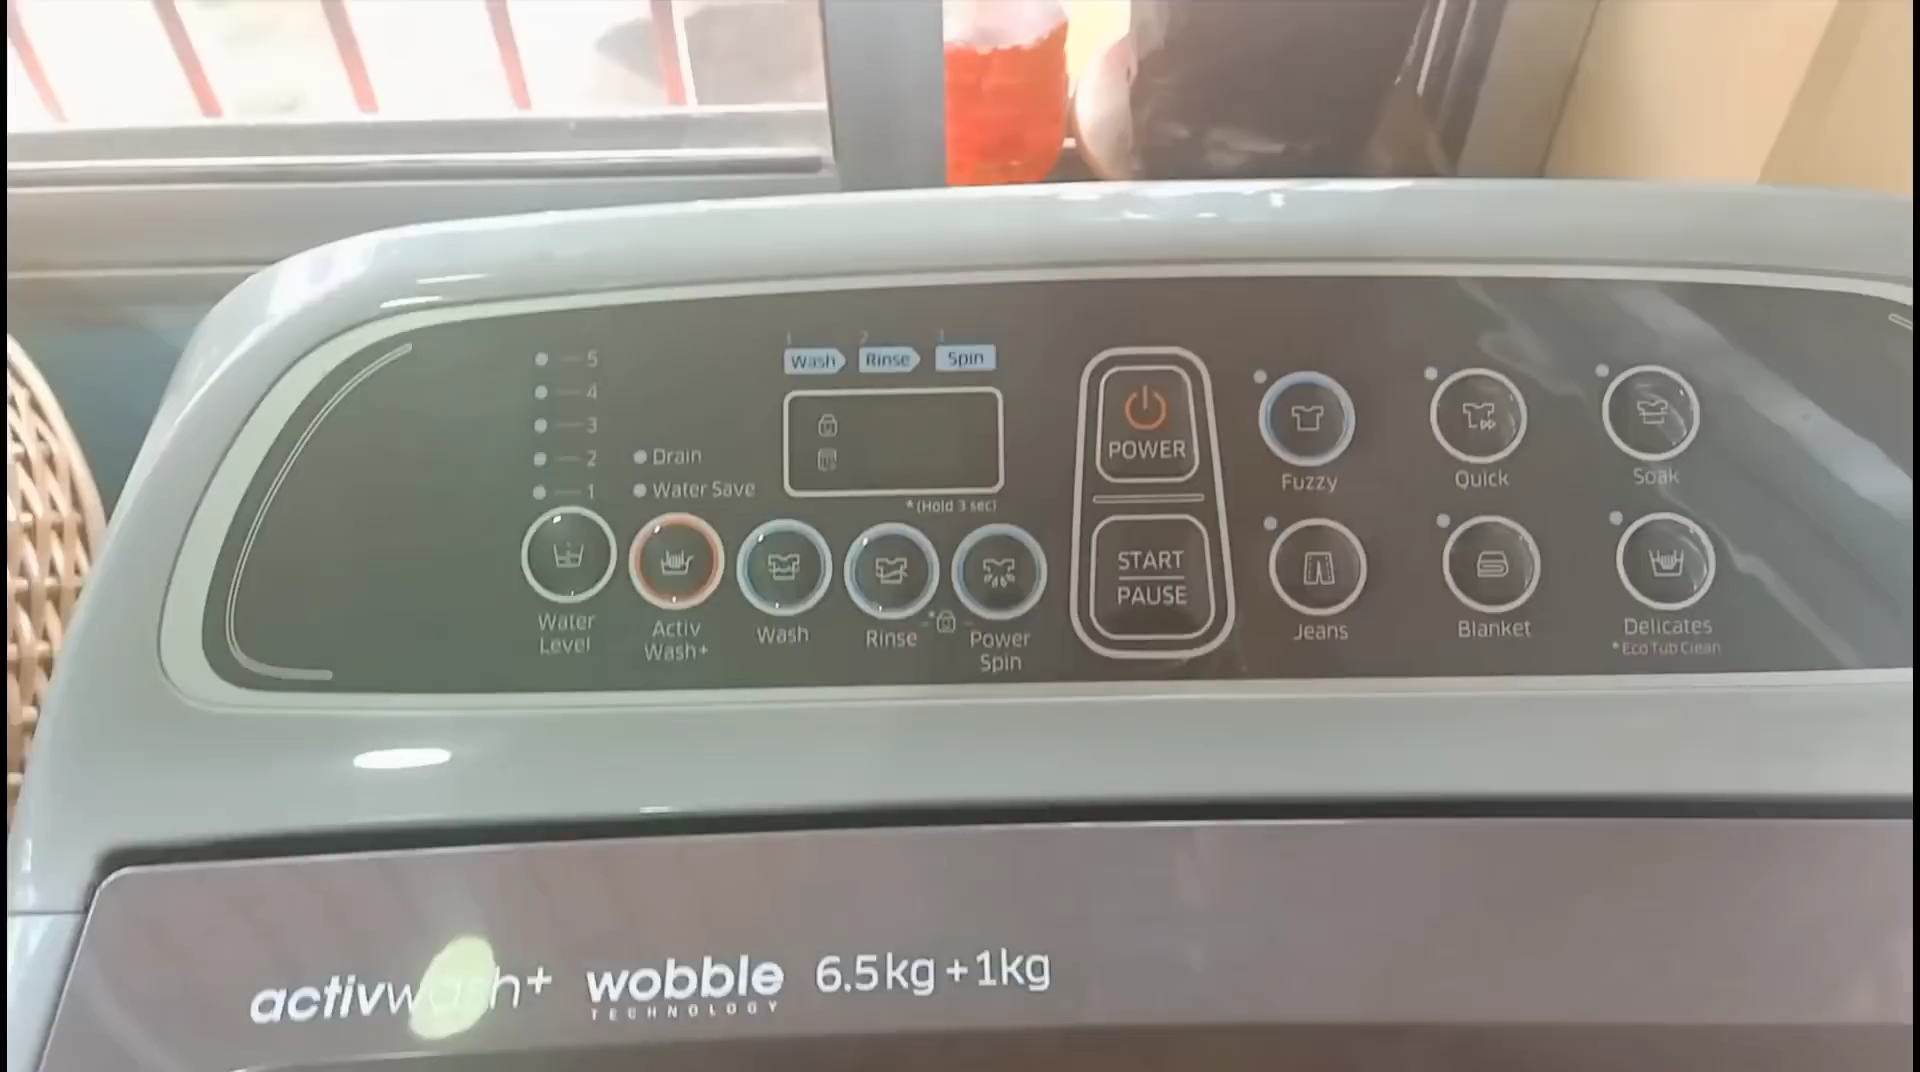 1 2 3
Wash Rinse Spin
5
4
3
2
1
Drain
Water Save
*(Hold 3 sec)
POWER
START
PAUSE
Fuzzy Quick Soak
Water
Level
Activ
Wash+
Wash
Rinse
Power
Spin
Jeans Blanket Delicates
*Eco Tub Clean
activwash+ wobble 6.5kg+1kg
TECHNOLOGY